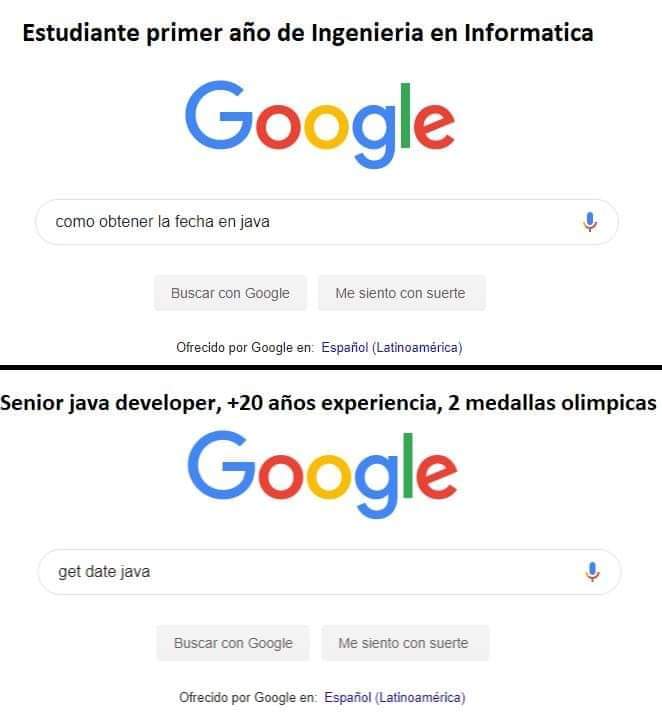 Estudiante primer año de Ingenieria en Informatica
Google
como obtener la fecha en java
Buscar con Google
Me siento con suerte
Ofrecido por Google en: Español (Latinoamérica)
Senior java developer, +20 años experiencia, 2 medallas olimpicas
Google
get date java
Buscar con Google
Me siento con suerte
Ofrecido por Google en: Español (Latinoamérica)